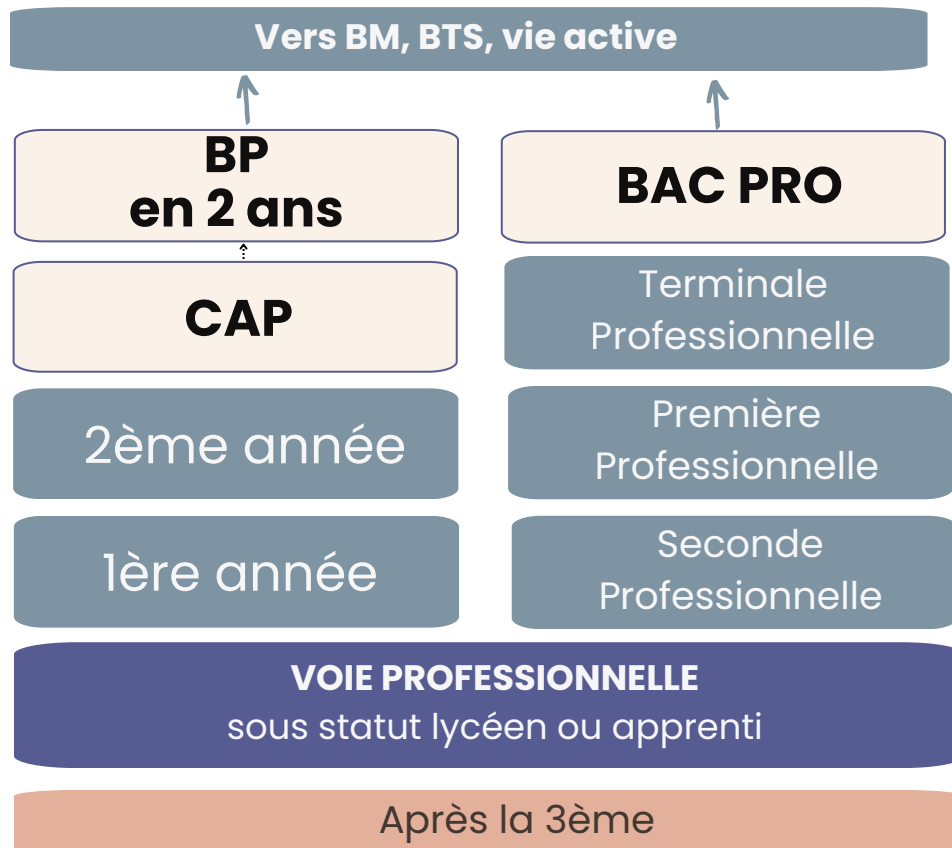 Vers BM, BTS, vie active
BP
en 2 ans
BAC PRO
CAP
Terminale
Professionnelle
2ème année
Première
Professionnelle
1ère année
Seconde
Professionnelle
VOIE PROFESSIONNELLE
sous statut lycéen ou apprenti
Après la 3ème